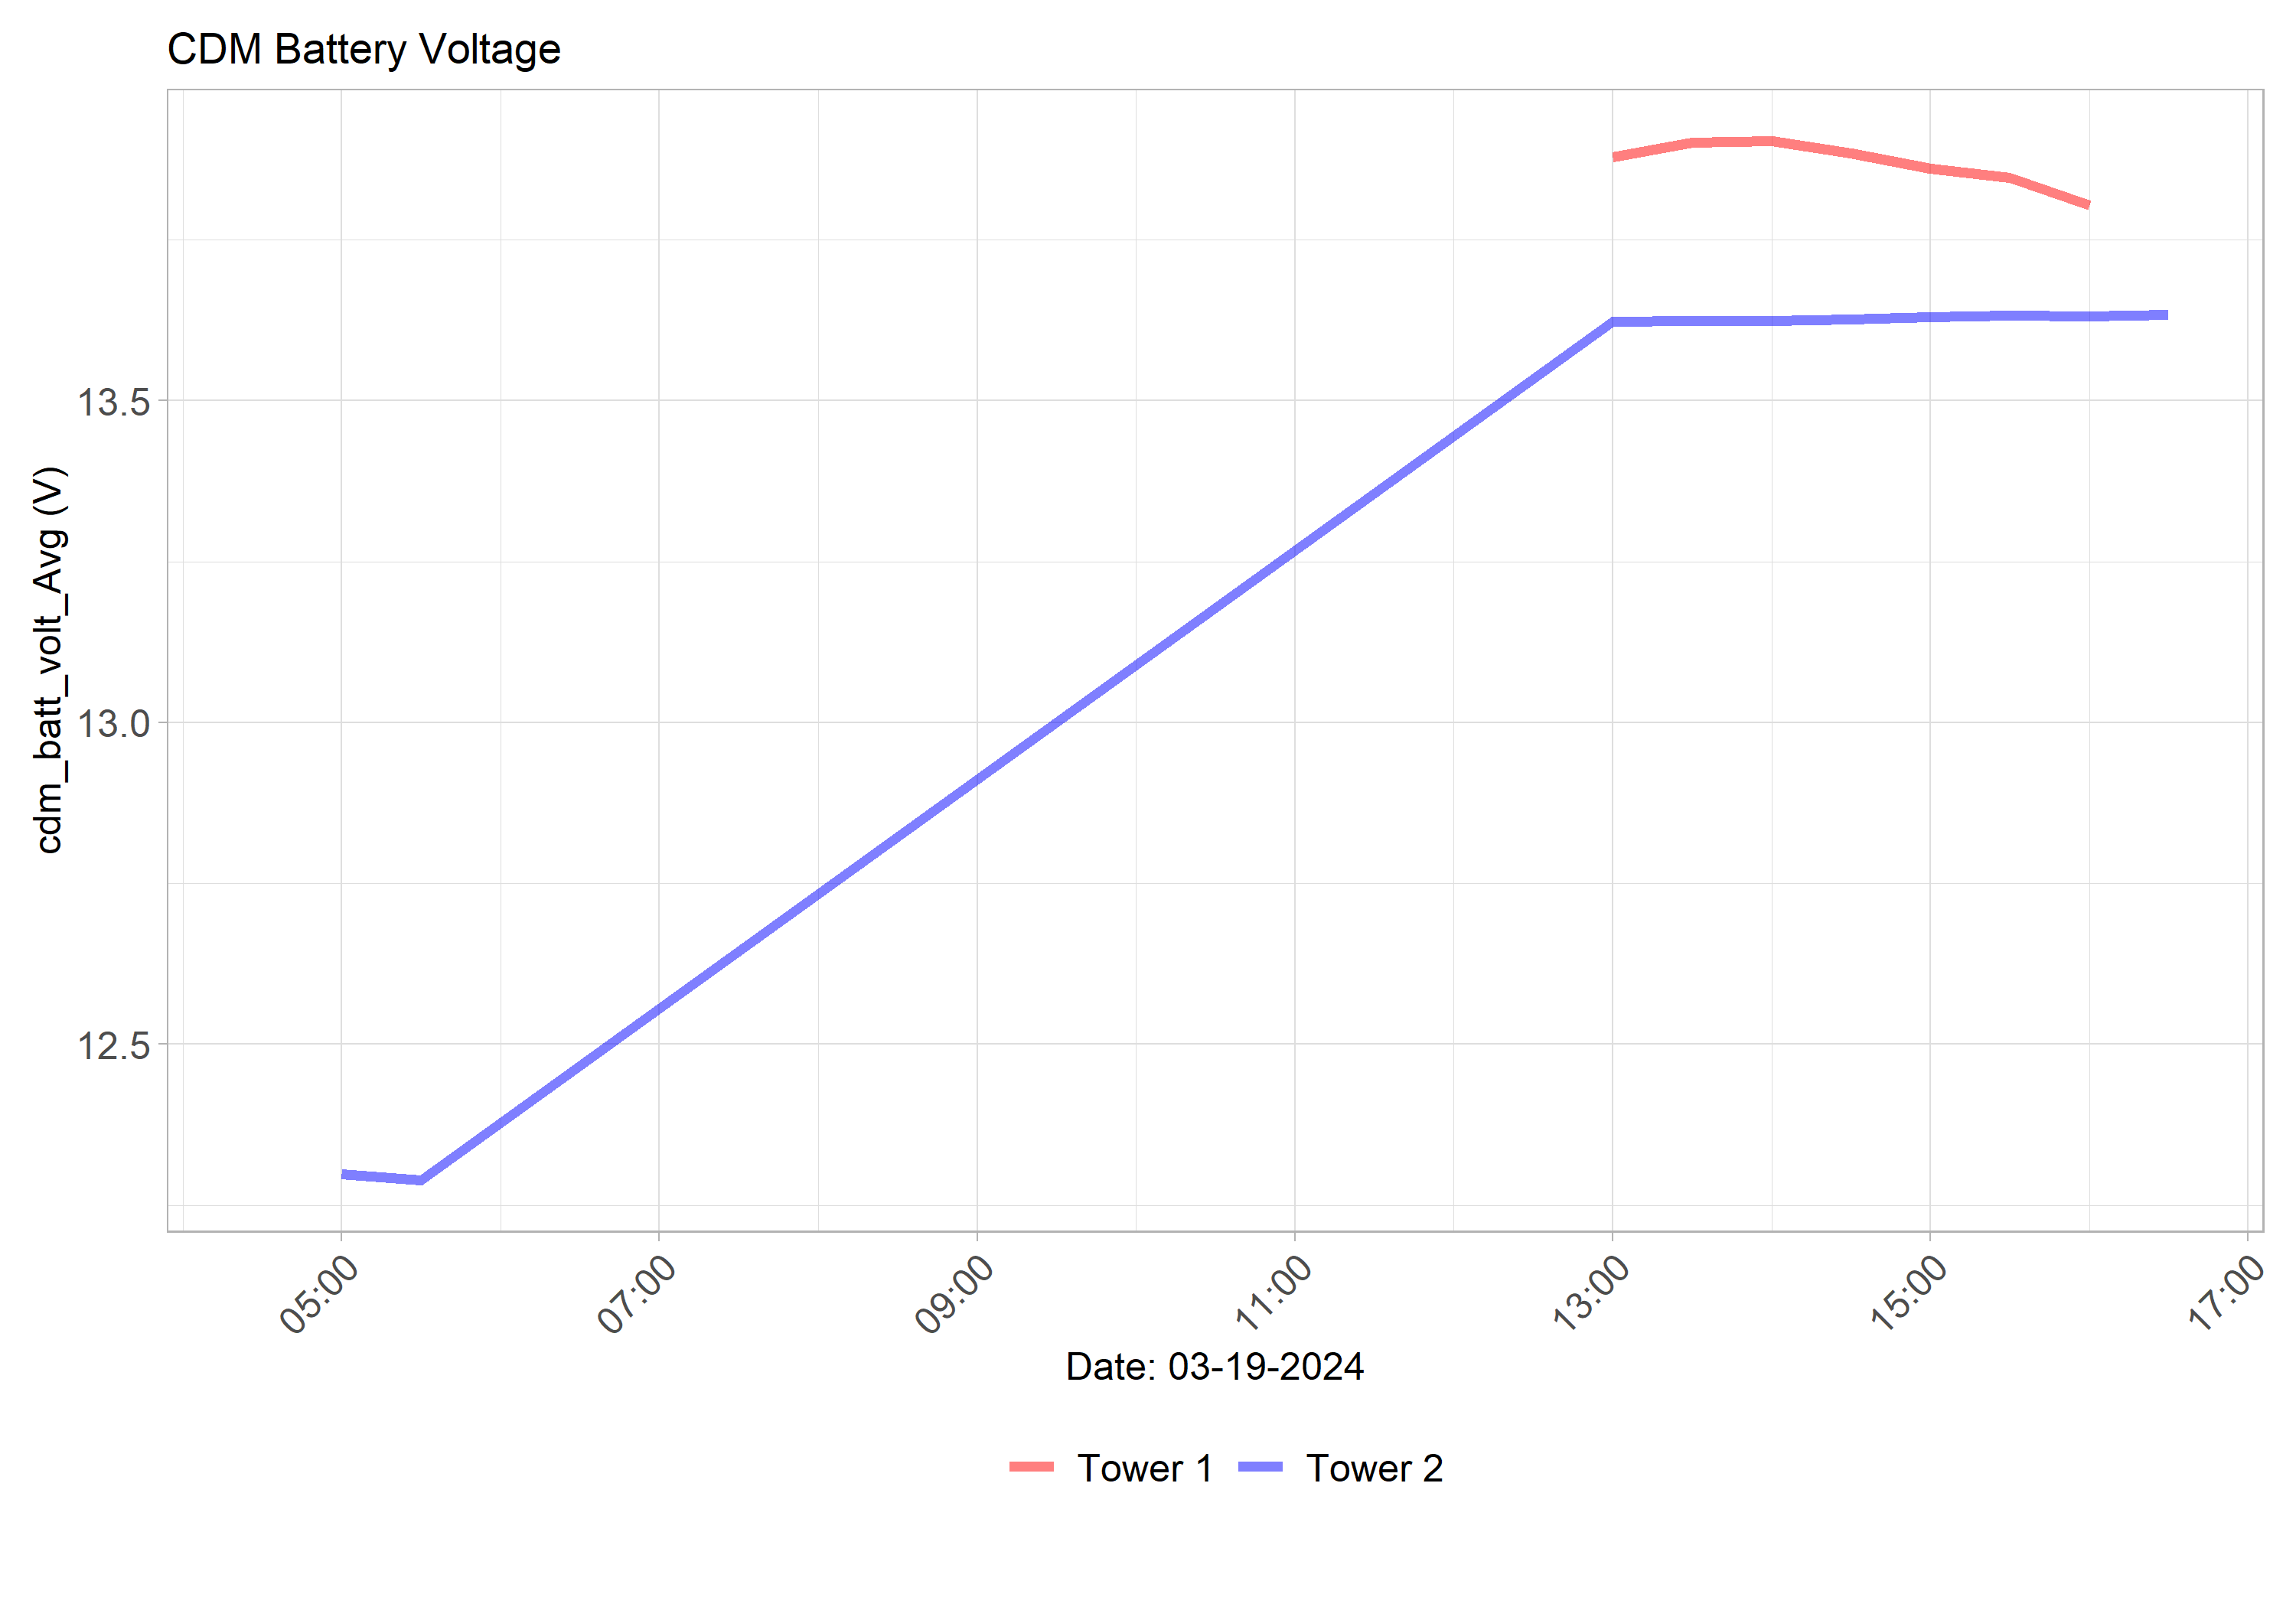 CDM Battery Voltage
cdm_batt_volt_Avg (V)
13.5
13.0
12.5
05:00 07:00 09:00 11:00 13:00 15:00 17:00
Date: 03-19-2024
Tower 1 Tower 2